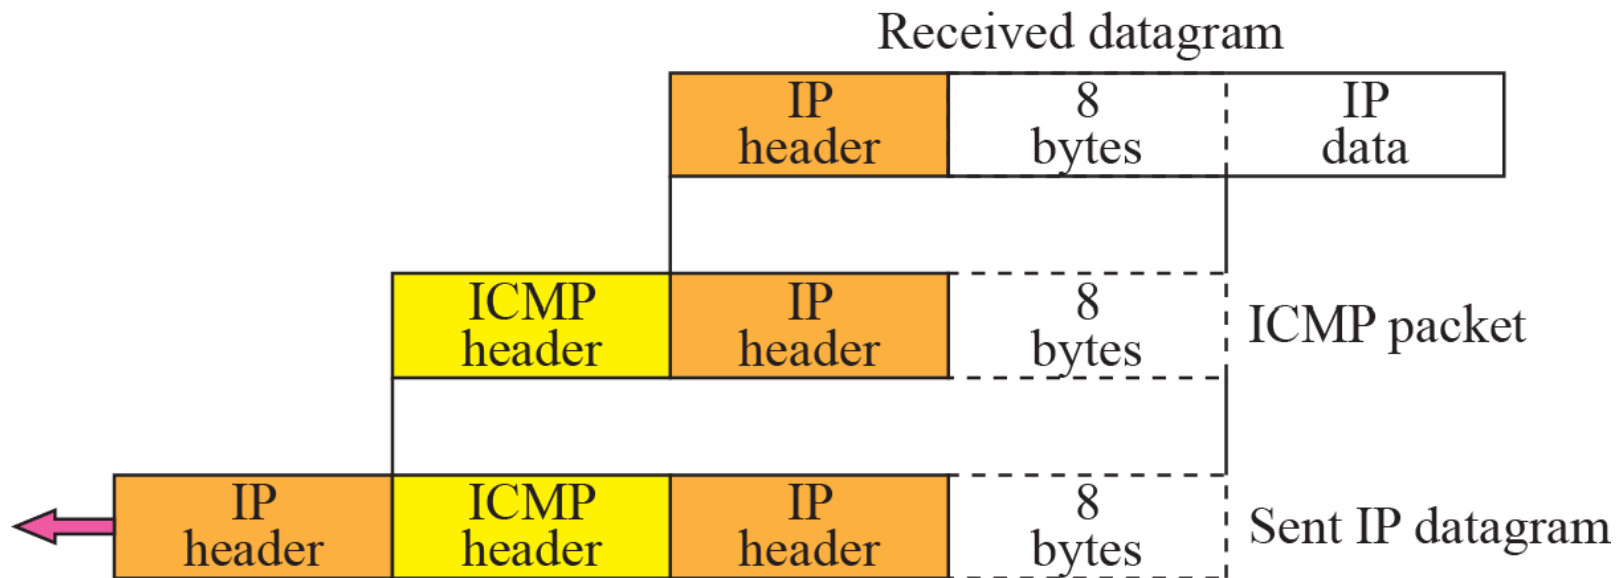 Received datagram
IP
header
8
bytes
IP
data
ICMP
header
IP
header
8
bytes
ICMP packet
IP
header
ICMP
header
IP
header
8
bytes
Sent IP datagram